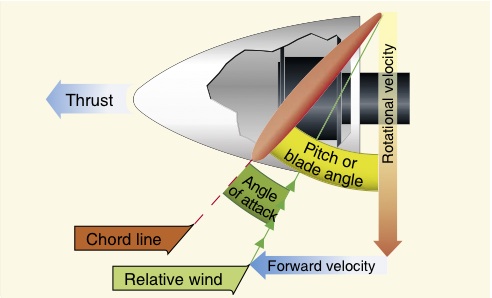 Thrust
Rotational velocity
Pitch or
blade angle
Angle
of attack
Chord line
Forward velocity
Relative wind